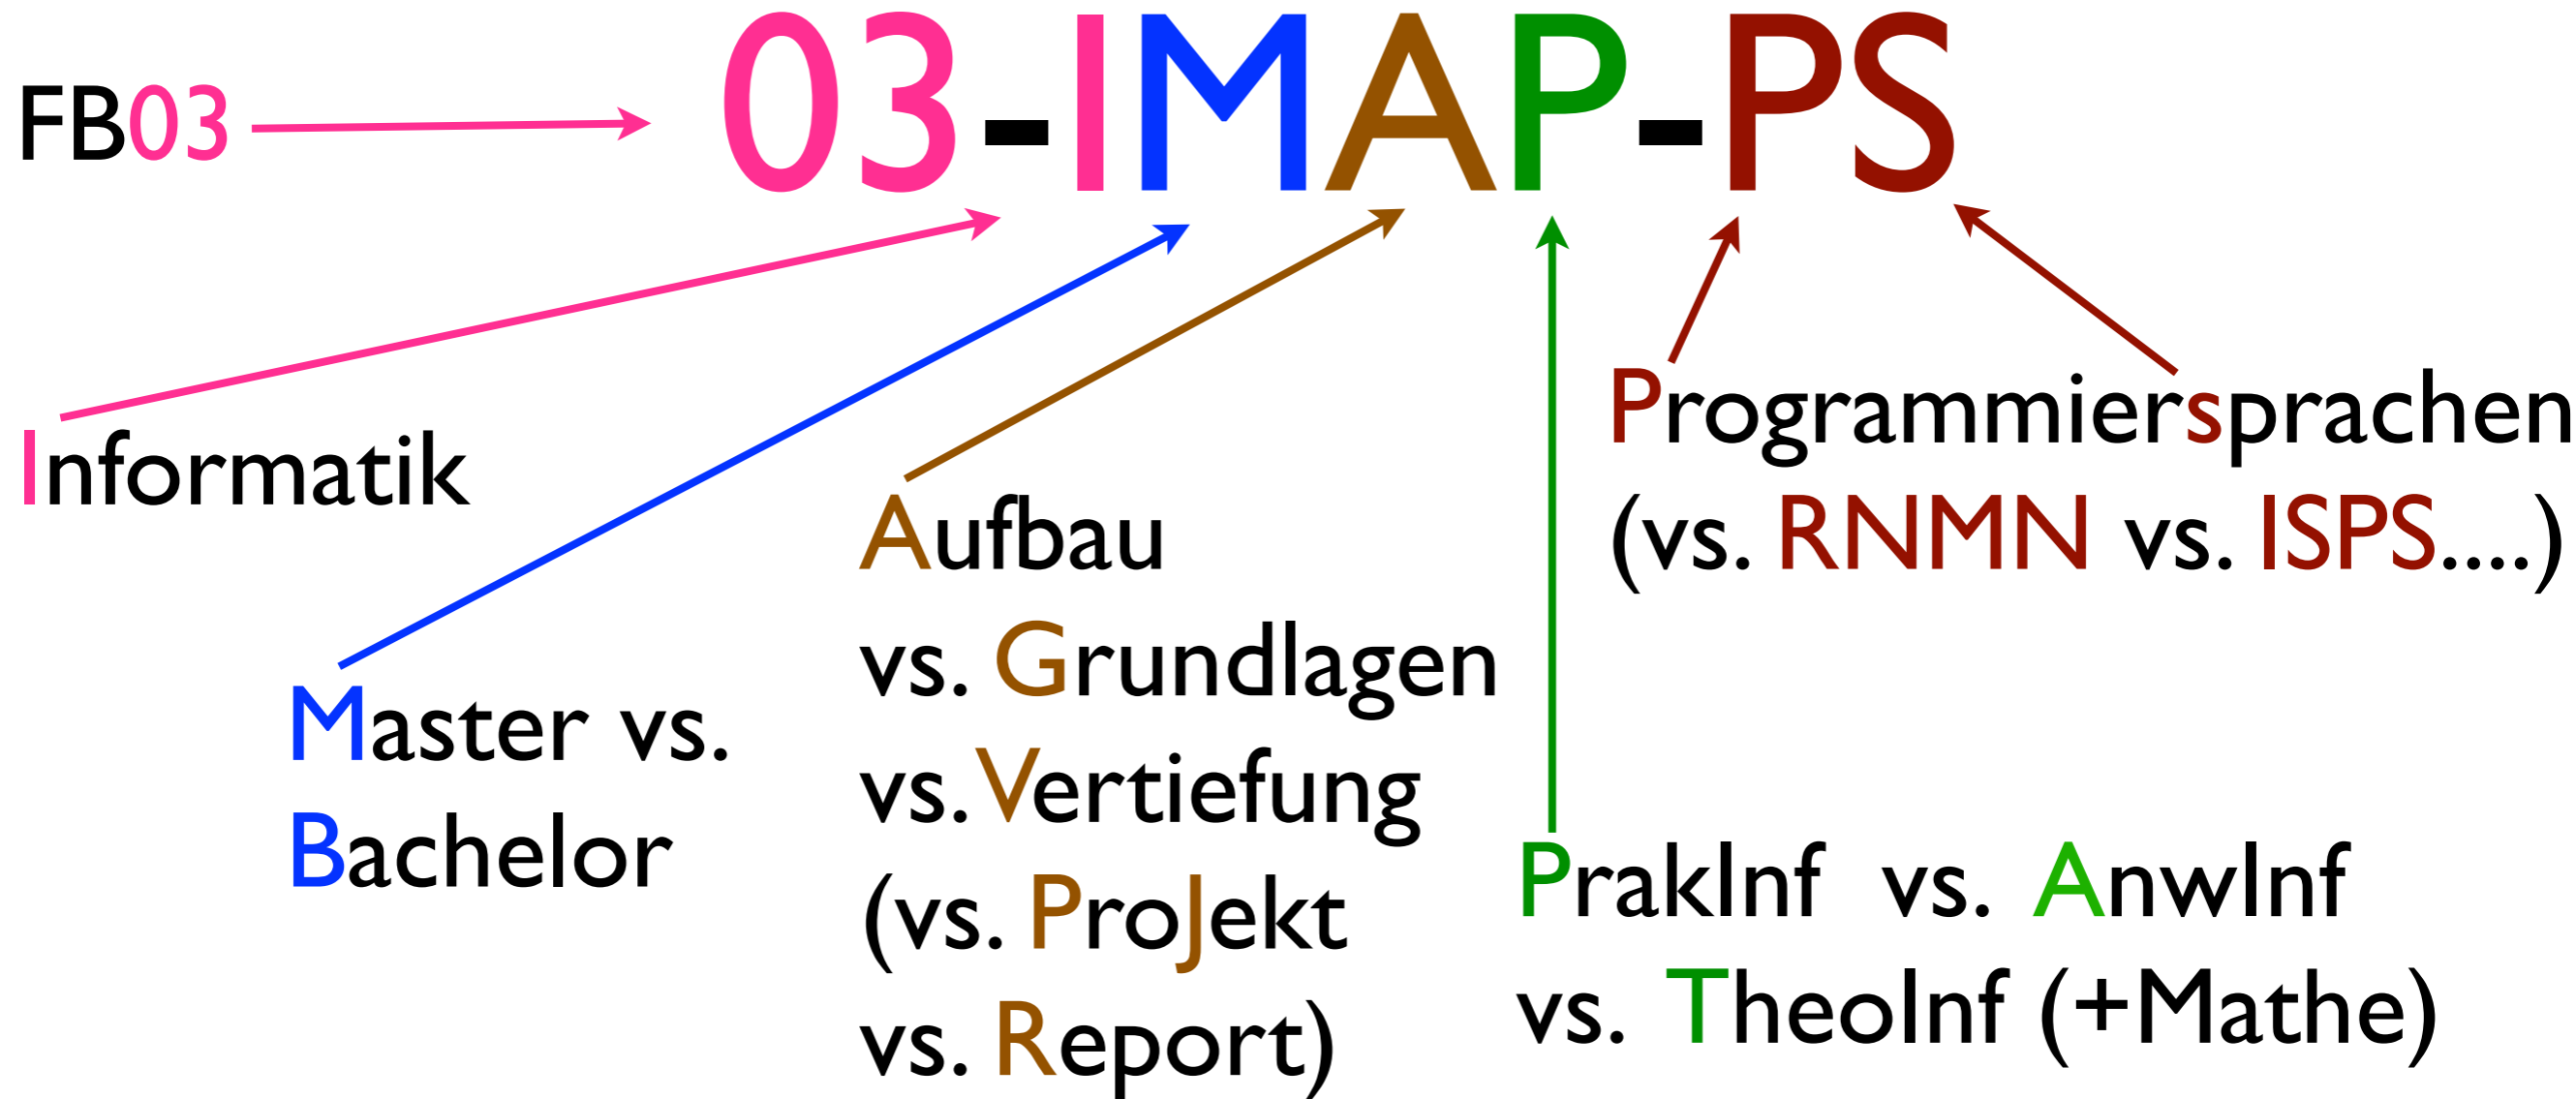 03-IMAP-PS
FB03
Informatik
Master vs.
Bachelor
Aufbau
vs. Grundlagen
vs. Vertiefung
(vs. ProJekt
vs. Report)
PrakInf vs. AnwInf
vs. TheoInf (+Mathe)
Programmiersprachen
(vs. RNMN vs. ISPS....)